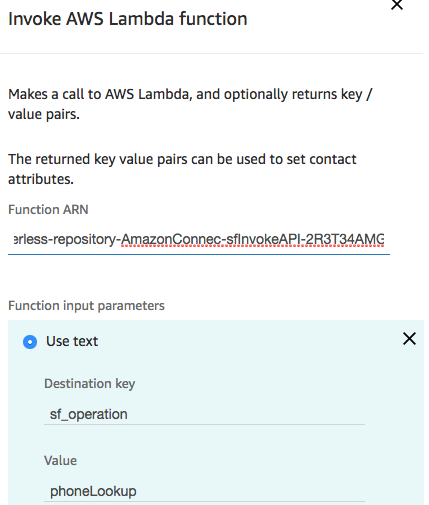 Invoke AWS Lambda function
Makes a call to AWS Lambda, and optionally returns key /
value pairs.
The returned key value pairs can be used to set contact
attributes.
Function ARN
erless-repository-AmazonConnec-sfInvokeAPI-2R3T34AMG
Function input parameters
Use text
Destination key
sf_operation
Value
phoneLookup